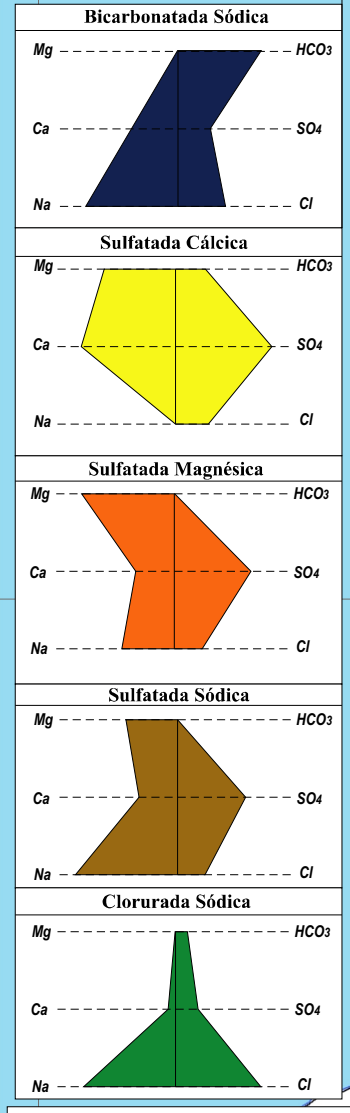 Bicarbonatada Sódica
Mg HCO3
Ca SO4
Na Cl
Sulfatada Cálcica
Mg HCO3
Ca SO4
Na Cl
Sulfatada Magnésica
Mg HCO3
Ca SO4
Na Cl
Sulfatada Sódica
Mg HCO3
Ca SO4
Na Cl
Clorurada Sódica
Mg HCO3
Ca SO4
Na Cl